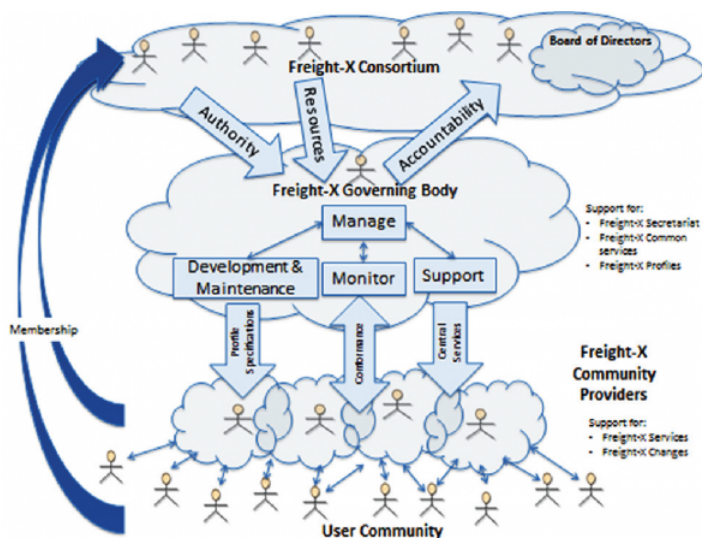 Board of Directors
Freight-X Consortium
Authority
Resources
Accountability
Freight-X Governing Body
Manage
Development &
Maintenance
Monitor
Support
Support for:
• Freight-X Secretariat
• Freight-X Common
services
• Freight-X Profiles
Membership
Profile
Specifications
Conformance
Central
Services
Freight-X
Community
Providers
Support for:
• Freight-X Services
• Freight-X Changes
User Community